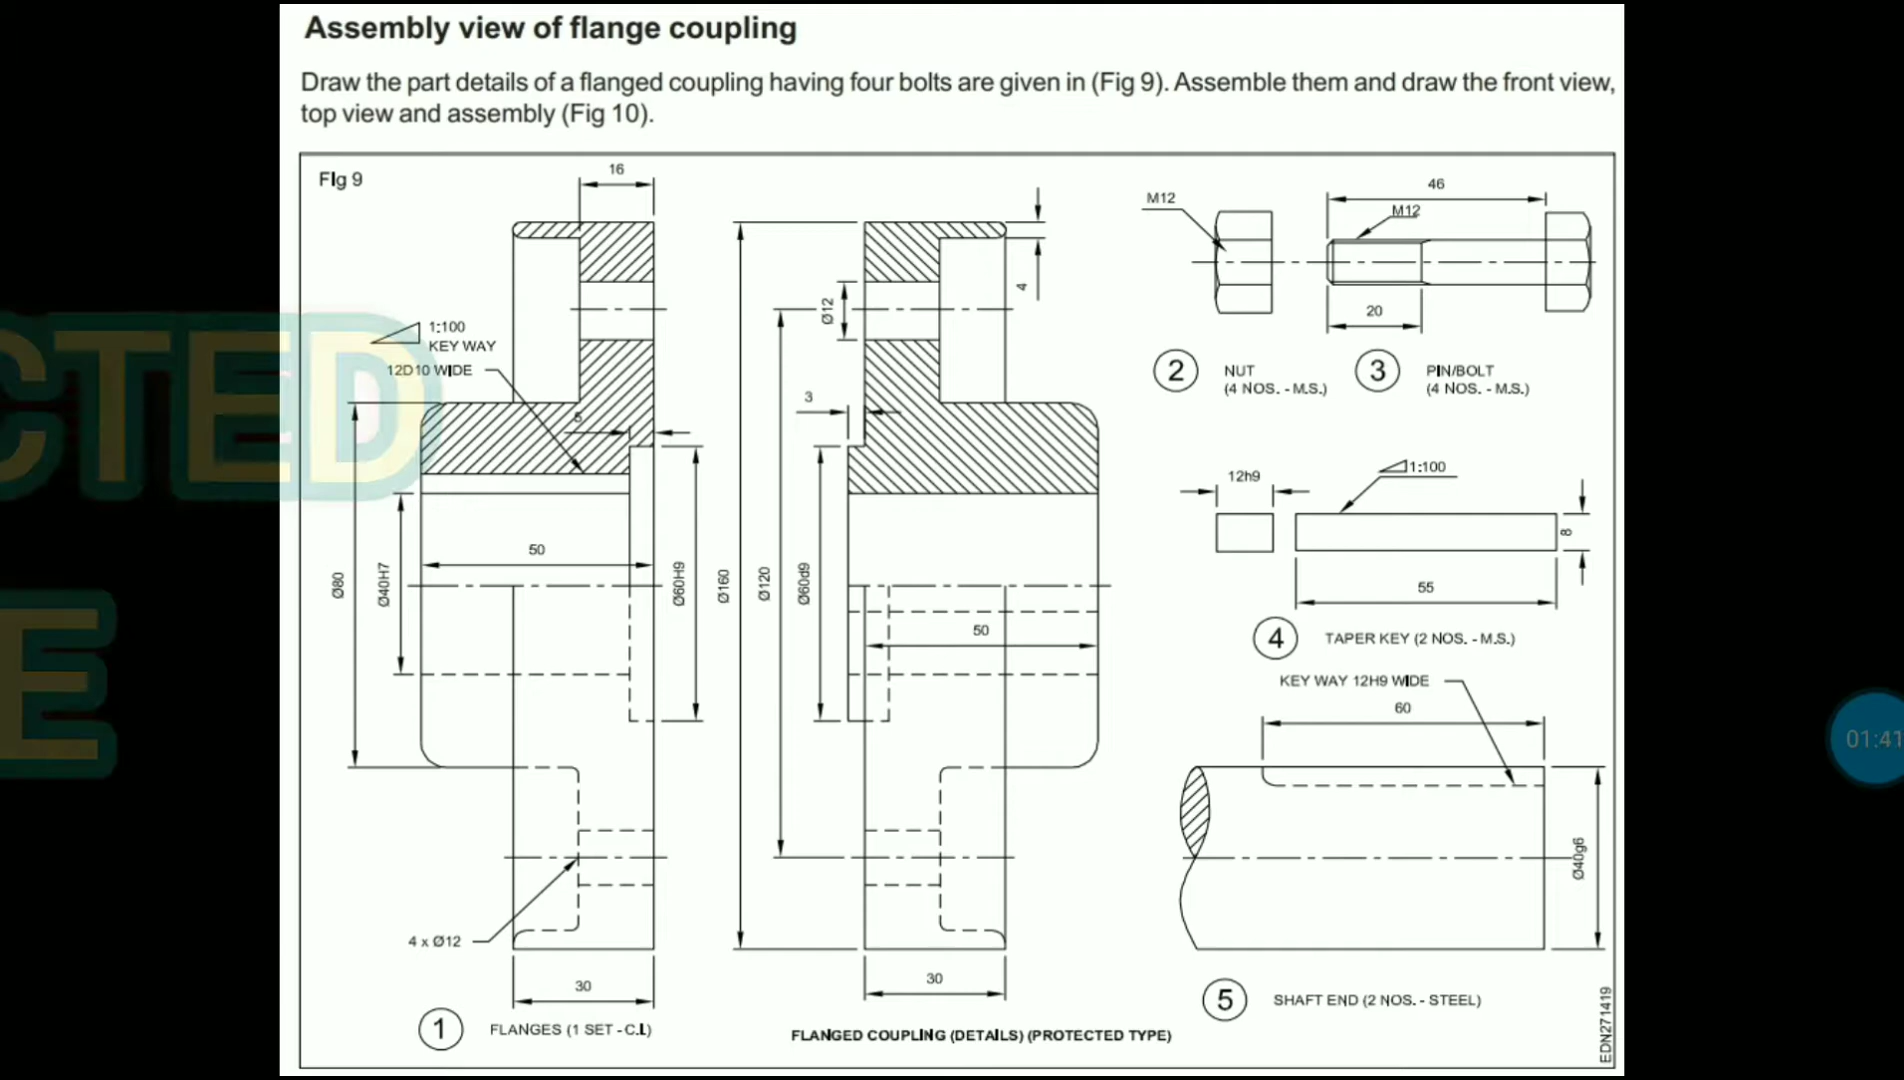 Assembly view of flange coupling
Draw the part details of a flanged coupling having four bolts are given in (Fig 9). Assemble them and draw the front view,
top view and assembly (Fig 10).
FIg 9
16
1:100
KEY WAY
12D10 WIDE
5
Ø80
Ø40H7
50
Ø60H9
4 x Ø12
30
1
FLANGES (1 SET - C.I.)
Ø160
Ø120
Ø12
3
Ø60d9
4
50
30
FLANGED COUPLING (DETAILS) (PROTECTED TYPE)
M12
46
M12
20
2
NUT
(4 NOS. - M.S.)
3
PIN/BOLT
(4 NOS. - M.S.)
12h9
1:100
8
55
4
TAPER KEY (2 NOS. - M.S.)
KEY WAY 12H9 WIDE
60
Ø40g6
5
SHAFT END (2 NOS. - STEEL)
EDN271419
CTED
E
01:41